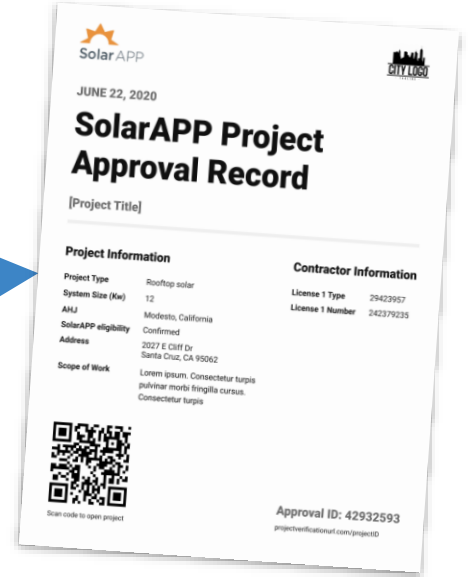 SolarAPP
CITY LOGO
JUNE 22, 2020
SolarAPP Project
Approval Record
[Project Title]
Project Information
Project Type Rooftop solar
System Size (Kw) 12
AHJ Modesto, California
SolarAPP eligibility Confirmed
Address 2027 E Cliff Dr
Santa Cruz, CA 95062
Scope of Work Lorem ipsum. Consectetur turpis
pulvinar morbi fringilla cursus.
Consectetur turpis
Contractor Information
License 1 Type 29423957
License 1 Number 242379235
Scan code to open project
Approval ID: 42932593
projectverificationurl.com/projectID